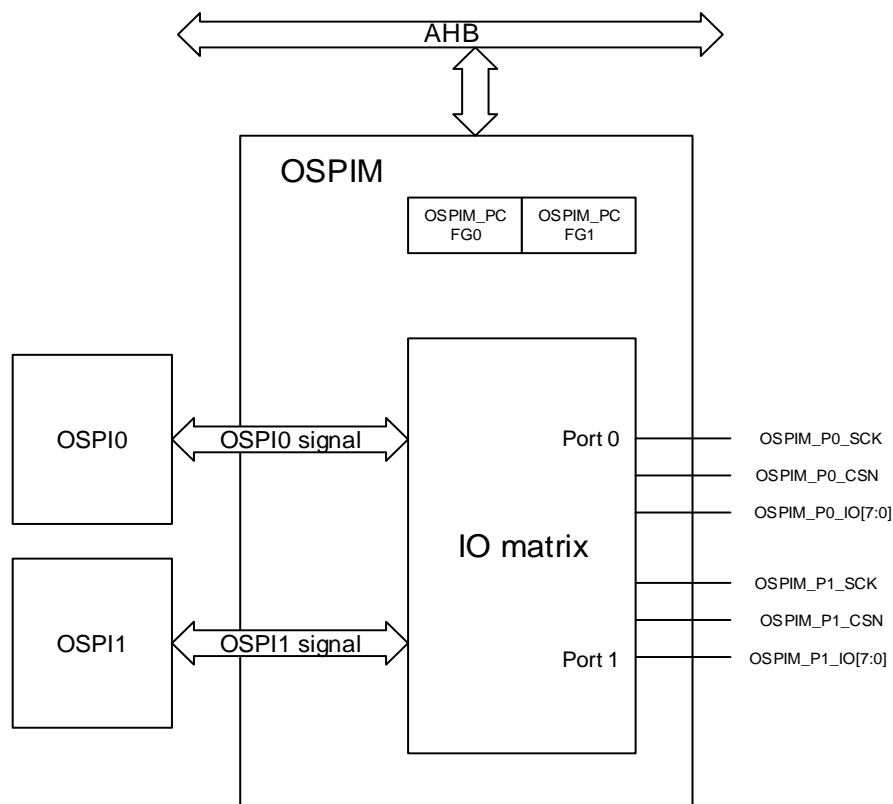 AHB
OSPIM
OSPIM_PC
FG0
OSPIM_PC
FG1
OSPI0
OSPI0 signal
Port 0
OSPIM_P0_SCK
OSPIM_P0_CSN
OSPIM_P0_IO[7:0]
IO matrix
OSPI1
OSPI1 signal
Port 1
OSPIM_P1_SCK
OSPIM_P1_CSN
OSPIM_P1_IO[7:0]